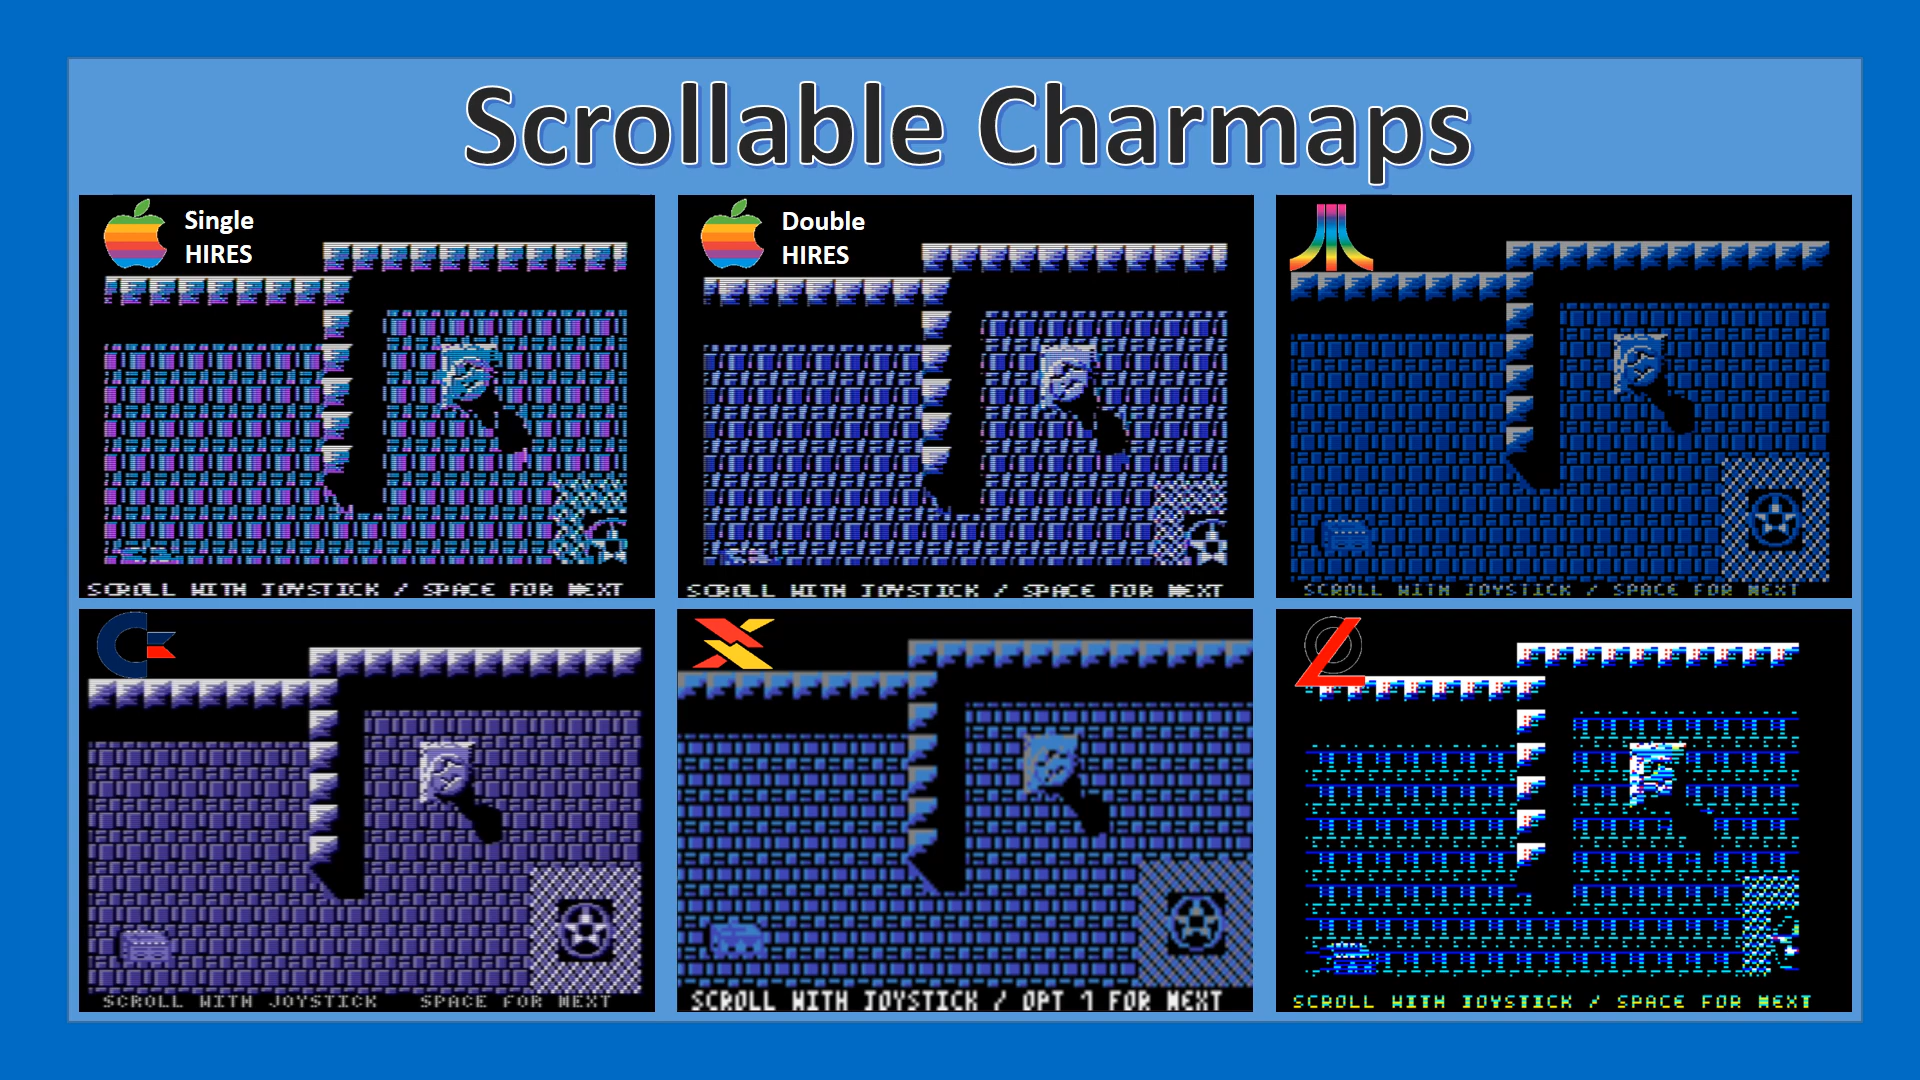 Scrollable Charmaps
Single
HIRES
Double
HIRES
SCROLL WITH JOYSTICK / SPACE FOR NEXT
SCROLL WITH JOYSTICK / SPACE FOR NEXT
SCROLL WITH JOYSTICK / SPACE FOR NEXT
SCROLL WITH JOYSTICK SPACE FOR NEXT
SCROLL WITH JOYSTICK / OPT 1 FOR NEXT
SCROLL WITH JOYSTICK / SPACE FOR NEXT